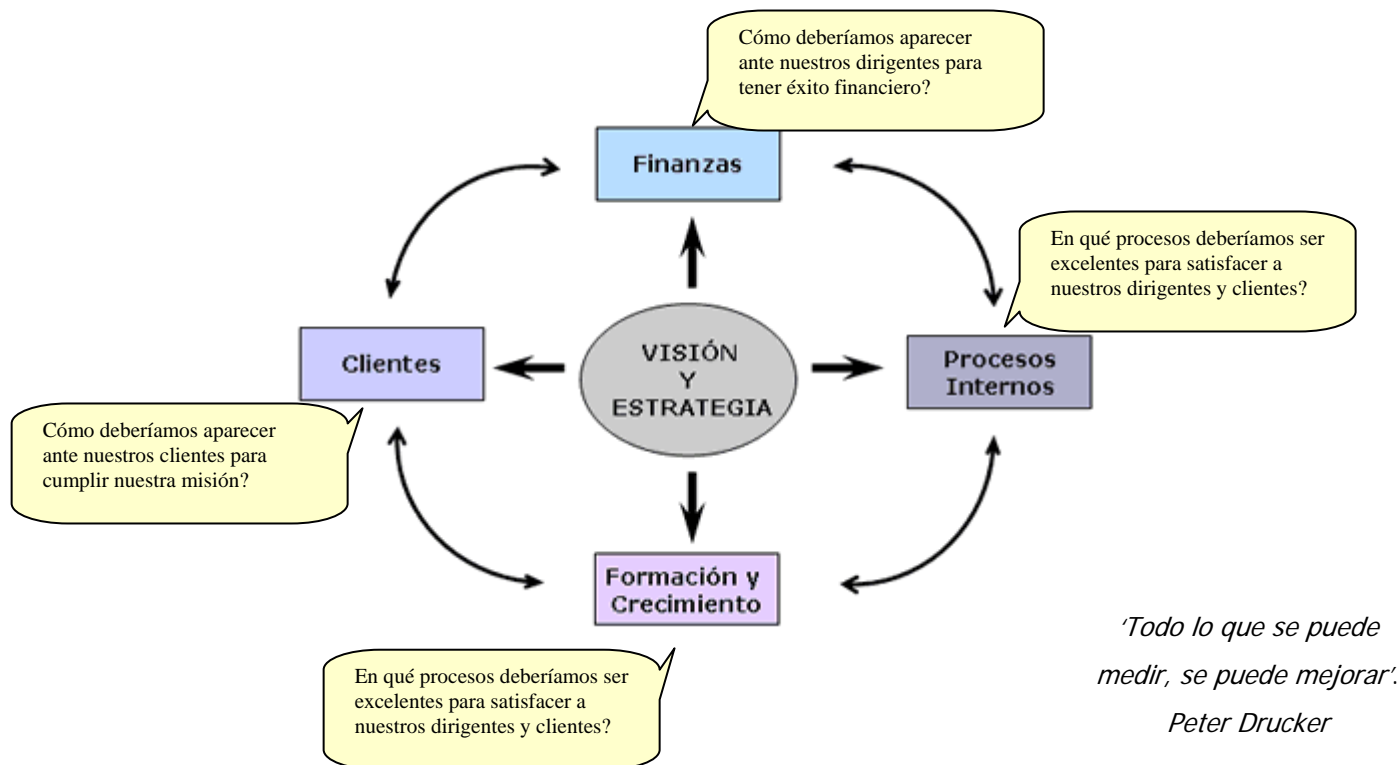 Cómo deberíamos aparecer
ante nuestros dirigentes para
tener éxito financiero?
Finanzas
En qué procesos deberíamos ser
excelentes para satisfacer a
nuestros dirigentes y clientes?
Clientes
VISIÓN
Y
ESTRATEGIA
Procesos
Internos
Cómo deberíamos aparecer
ante nuestros clientes para
cumplir nuestra misión?
Formación y
Crecimiento
En qué procesos deberíamos ser
excelentes para satisfacer a
nuestros dirigentes y clientes?
'Todo lo que se puede
medir, se puede mejorar'.
Peter Drucker